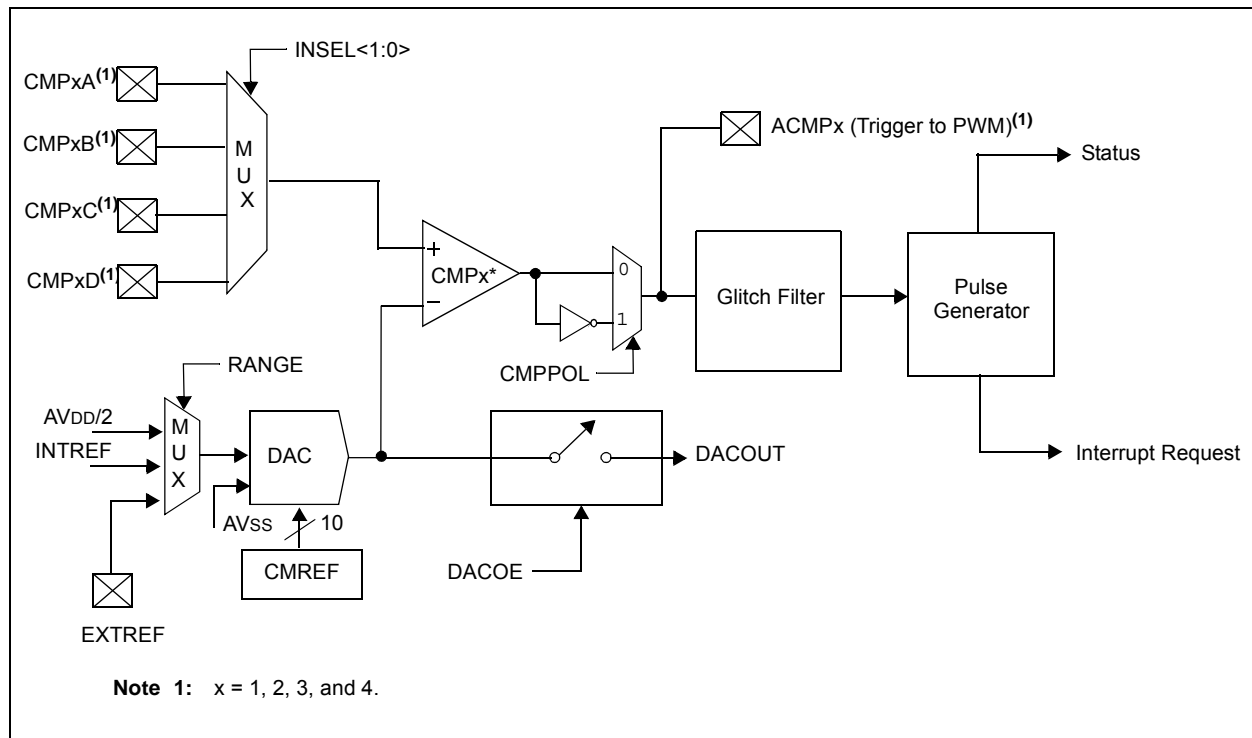 INSEL<1:0>
CMPxA(1)
CMPxB(1)
CMPxC(1)
CMPxD(1)
M
U
X
ACMPx (Trigger to PWM)(1)
Status
+
CMPx*
–
0
1
CMPPOL
Glitch Filter
Pulse
Generator
Interrupt Request
RANGE
AVDD/2
INTREF
M
U
X
DAC
AVSS
10
CMREF
EXTREF
DACOUT
DACOE
Note 1: x = 1, 2, 3, and 4.